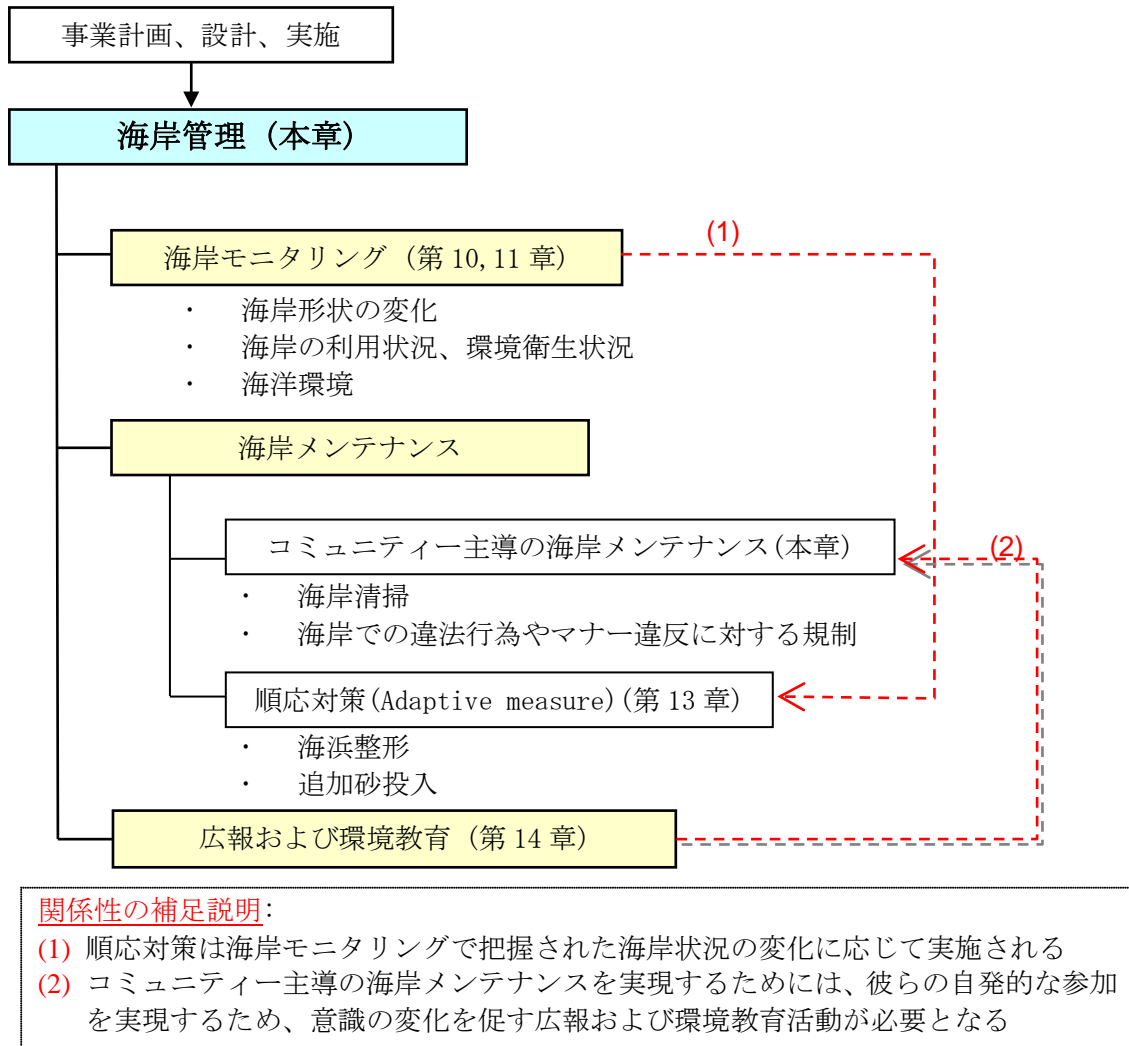 事業計画、設計、実施
海岸管理（本章）
海岸モニタリング（第 10, 11 章）
(1)
・ 海岸形状の変化
・ 海岸の利用状況、環境衛生状況
・ 海洋環境
海岸メンテナンス
コミュニティー主導の海岸メンテナンス(本章)
(2)
・ 海岸清掃
・ 海岸での違法行為やマナー違反に対する規制
順応対策(Adaptive measure)(第 13 章)
・ 海浜整形
・ 追加砂投入
広報および環境教育（第 14 章）
関係性の補足説明:
(1) 順応対策は海岸モニタリングで把握された海岸状況の変化に応じて実施される
(2) コミュニティー主導の海岸メンテナンスを実現するためには、彼らの自発的な参加
を実現するため、意識の変化を促す広報および環境教育活動が必要となる